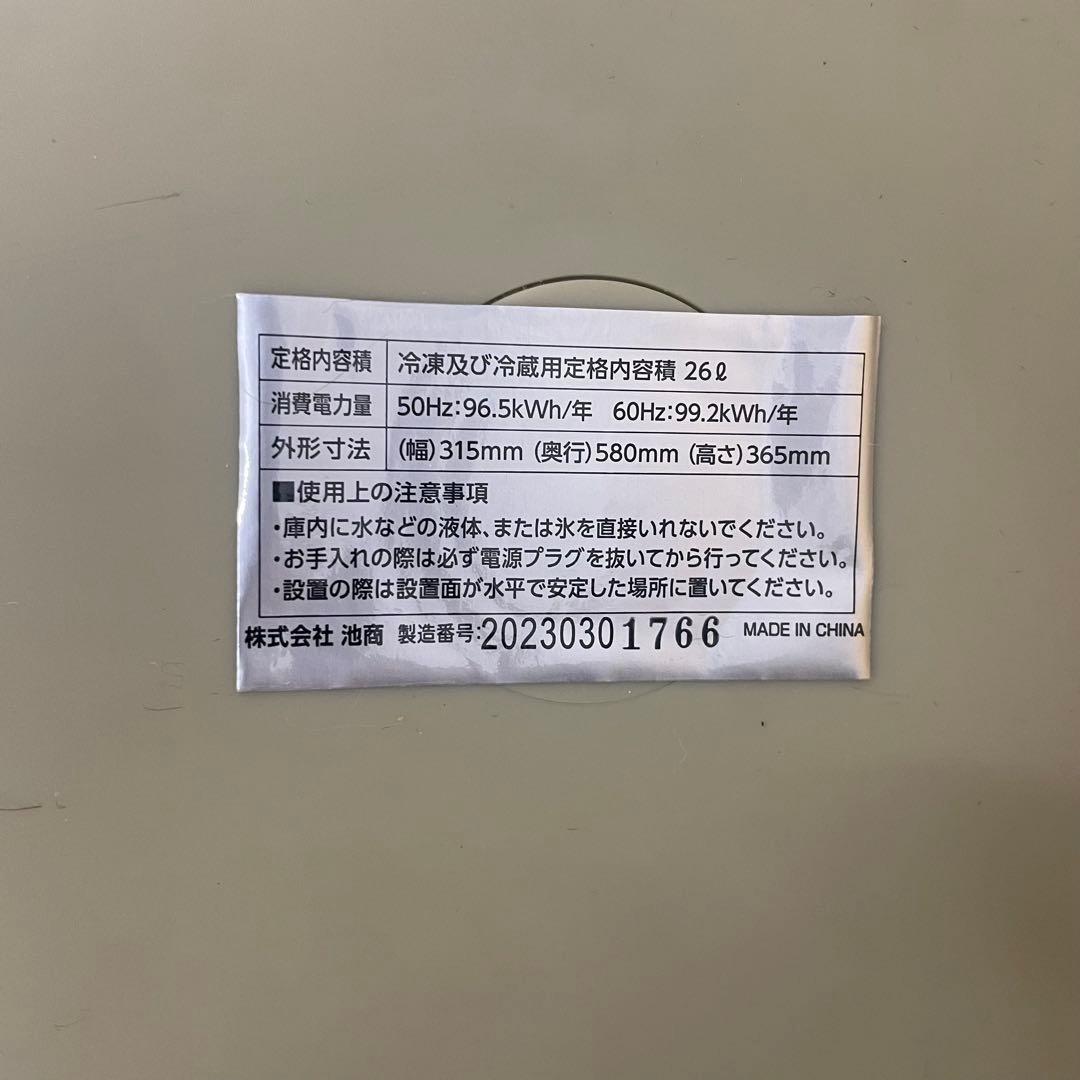 定格内容積 冷凍及び冷蔵用定格内容積 26ℓ
消費電力量 50Hz:96.5kWh/年 60Hz:99.2kWh/年
外形寸法 (幅)315mm (奥行)580mm (高さ)365mm
■使用上の注意事項
・庫内に水などの液体、または氷を直接いれないでください。
・お手入れの際は必ず電源プラグを抜いてから行ってください。
・設置の際は設置面が水平で安定した場所に置いてください。
株式会社 池商 製造番号:20230301766 MADE IN CHINA